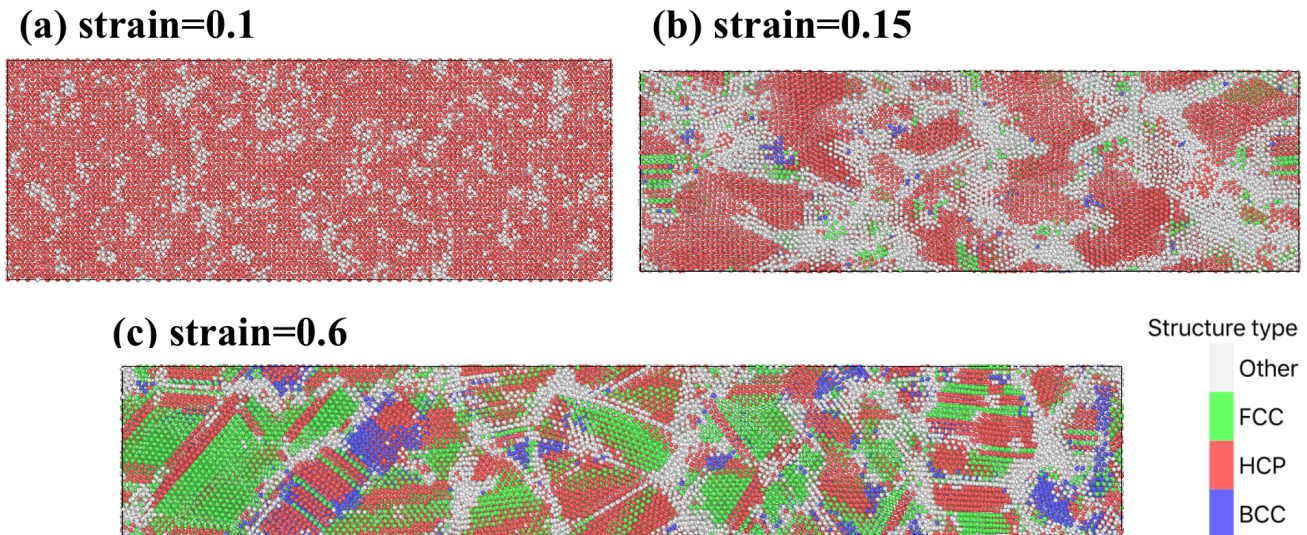 (a) strain=0.1
(b) strain=0.15
(c) strain=0.6
Structure type
Other
FCC
HCP
BCC